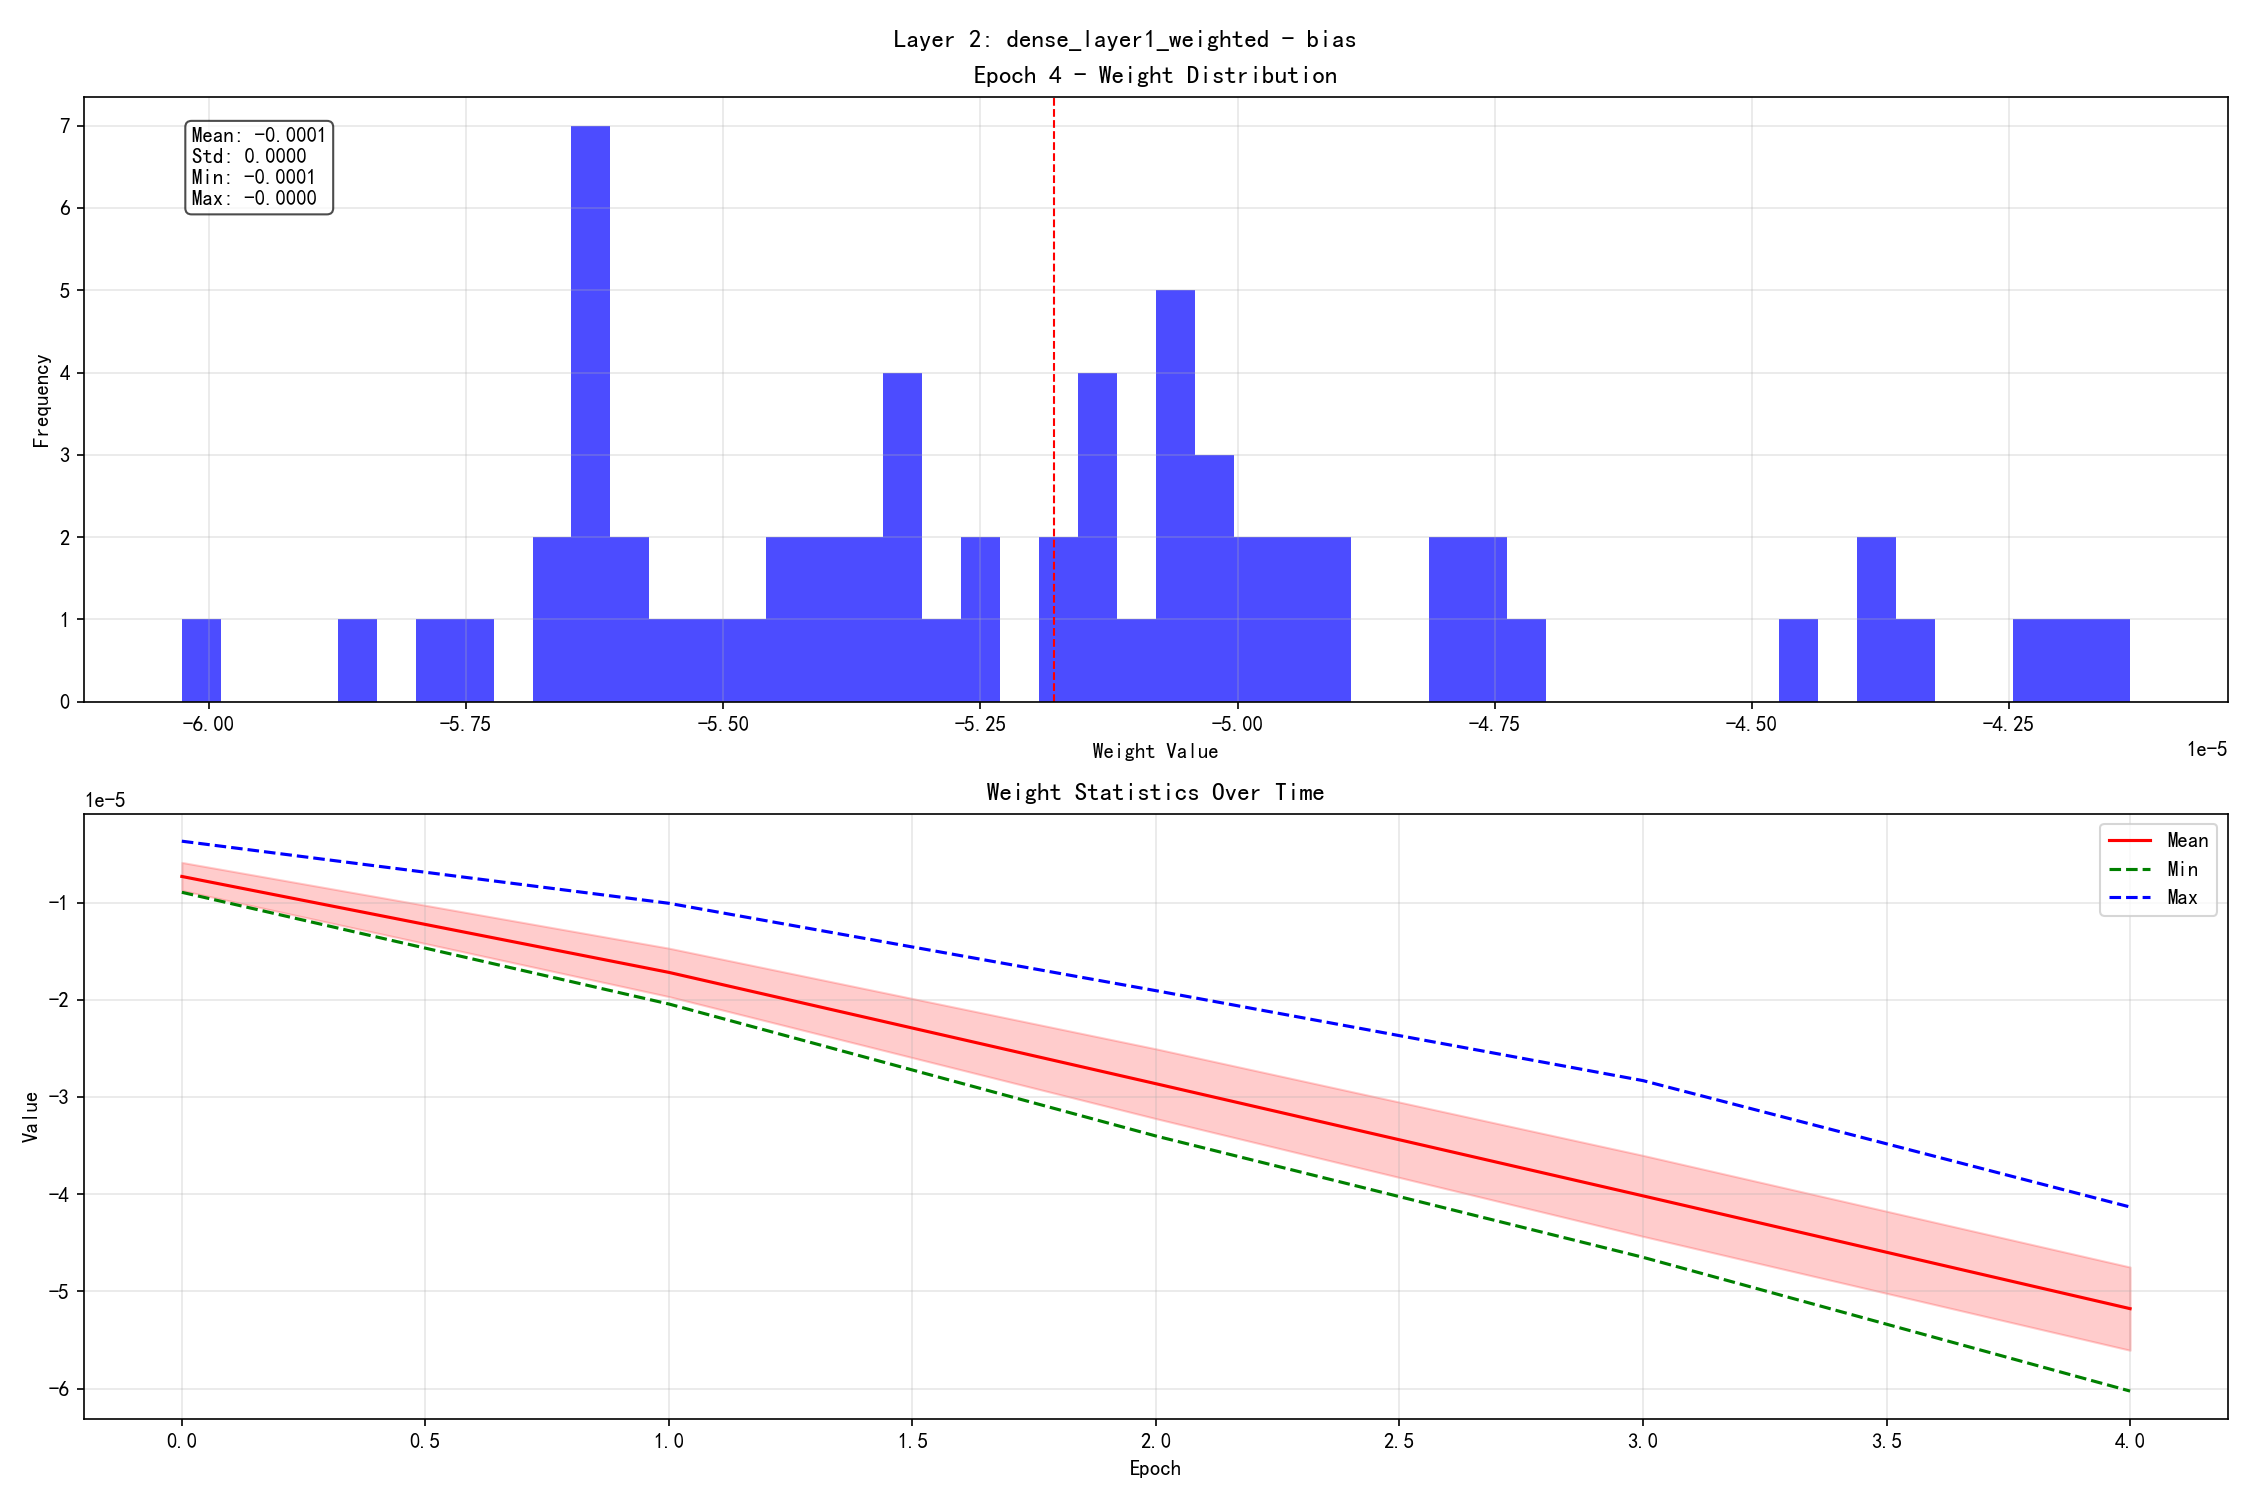 Layer 2: dense_layer1_weighted - bias
Epoch 4 - Weight Distribution
Mean: -0.0001
Std: 0.0000
Min: -0.0001
Max: -0.0000
Frequency
7
6
5
4
3
2
1
0
-6.00 -5.75 -5.50 -5.25 -5.00 -4.75 -4.50 -4.25
Weight Value
1e-5
Weight Statistics Over Time
1e-5
Mean
Min
Max
Value
-1
-2
-3
-4
-5
-6
0.0 0.5 1.0 1.5 2.0 2.5 3.0 3.5 4.0
Epoch